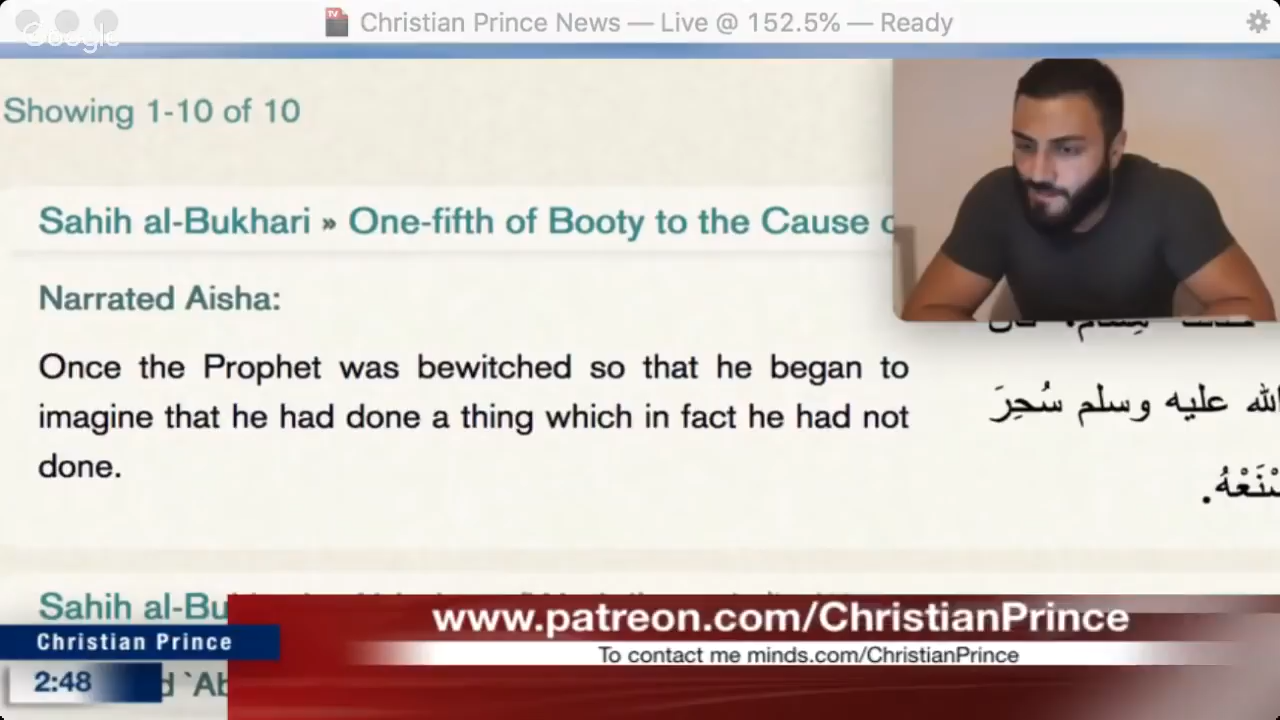 Christian Prince News — Live @ 152.5% — Ready
Google
Showing 1-10 of 10
Sahih al-Bukhari » One-fifth of Booty to the Cause
Narrated Aisha:
Once the Prophet was bewitched so that he began to
imagine that he had done a thing which in fact he had not
done.
الله عليه وسلم سُحِرَ
Sahih al-Bu
www.patreon.com/ChristianPrince
Christian Prince
To contact me minds.com/ChristianPrince
2:48